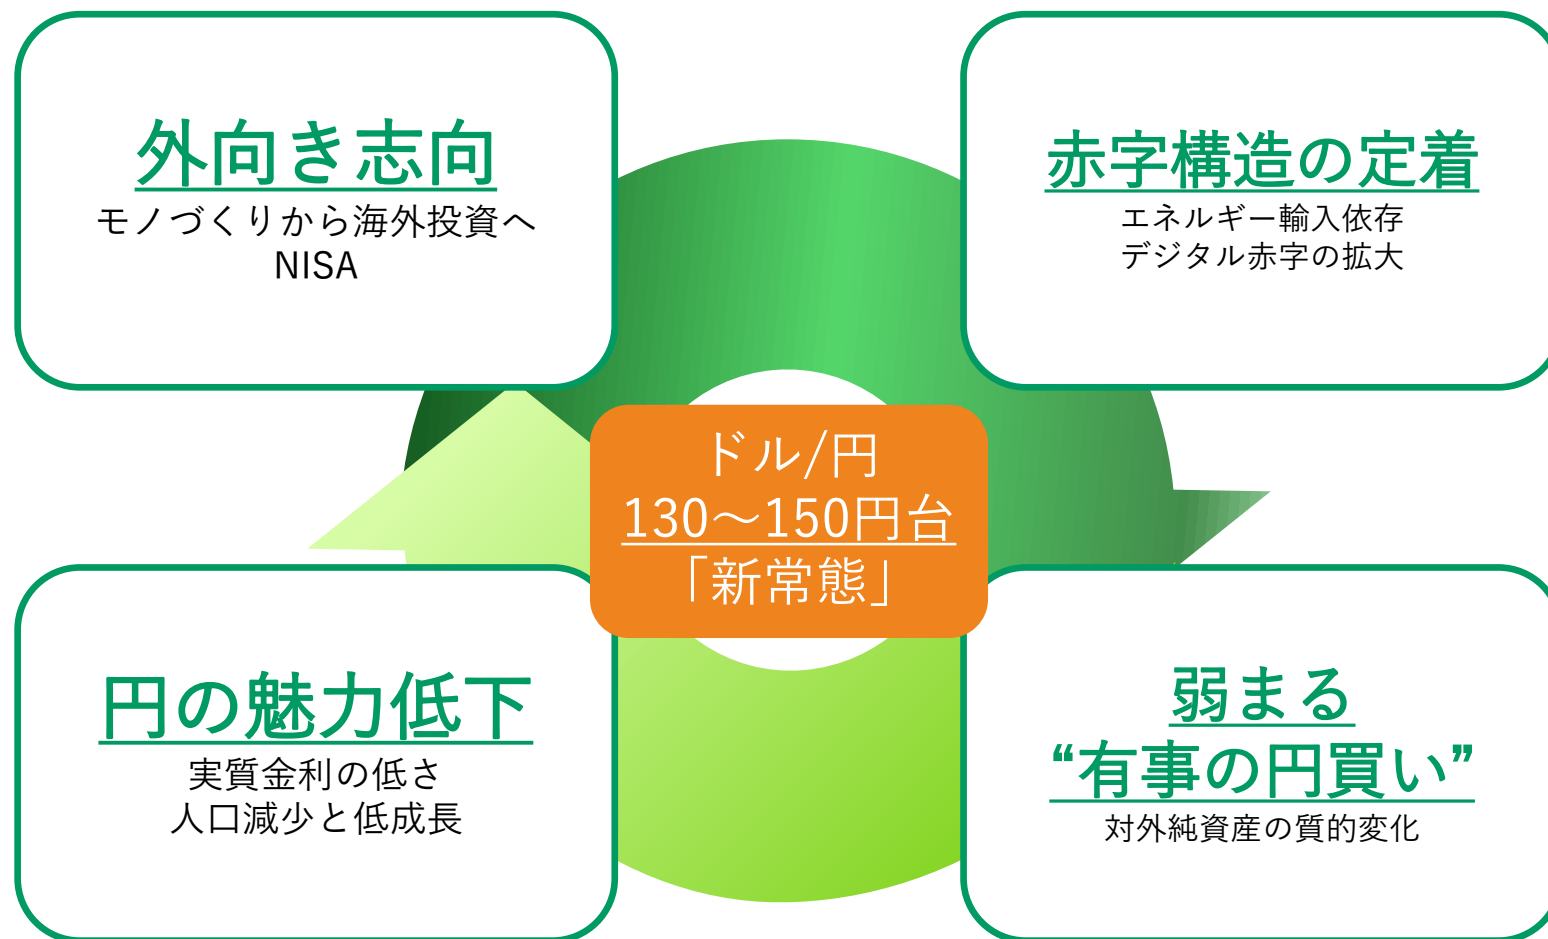 外向き志向
モノづくりから海外投資へ
NISA
赤字構造の定着
エネルギー輸入依存
デジタル赤字の拡大
ドル/円
130～150円台
「新常態」
円の魅力低下
実質金利の低さ
人口減少と低成長
弱まる
“有事の円買い”
対外純資産の質的変化